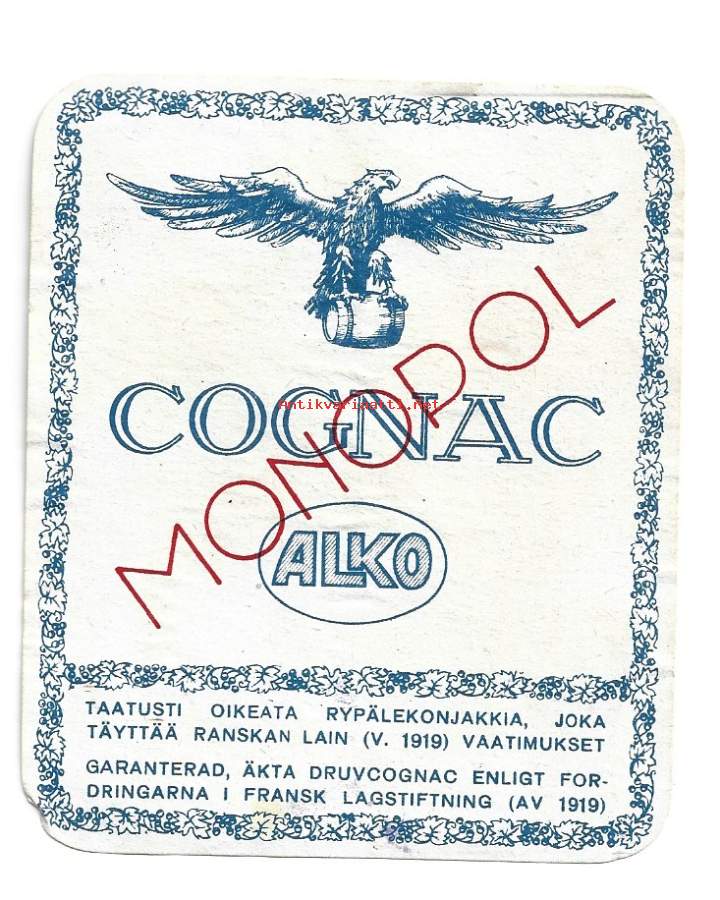 MONOPOL
Antikvariaatti.net
COGNAC
ALKO
TAATUSTI OIKEATA RYPÄLEKONJAKKIA, JOKA
TÄYTTÄÄ RANSKAN LAIN (V. 1919) VAATIMUKSET
GARANTERAD, ÄKTA DRUVCOGNAC ENLIGT FOR-
DRINGARNA I FRANSK LAGSTIFTNING (AV 1919)